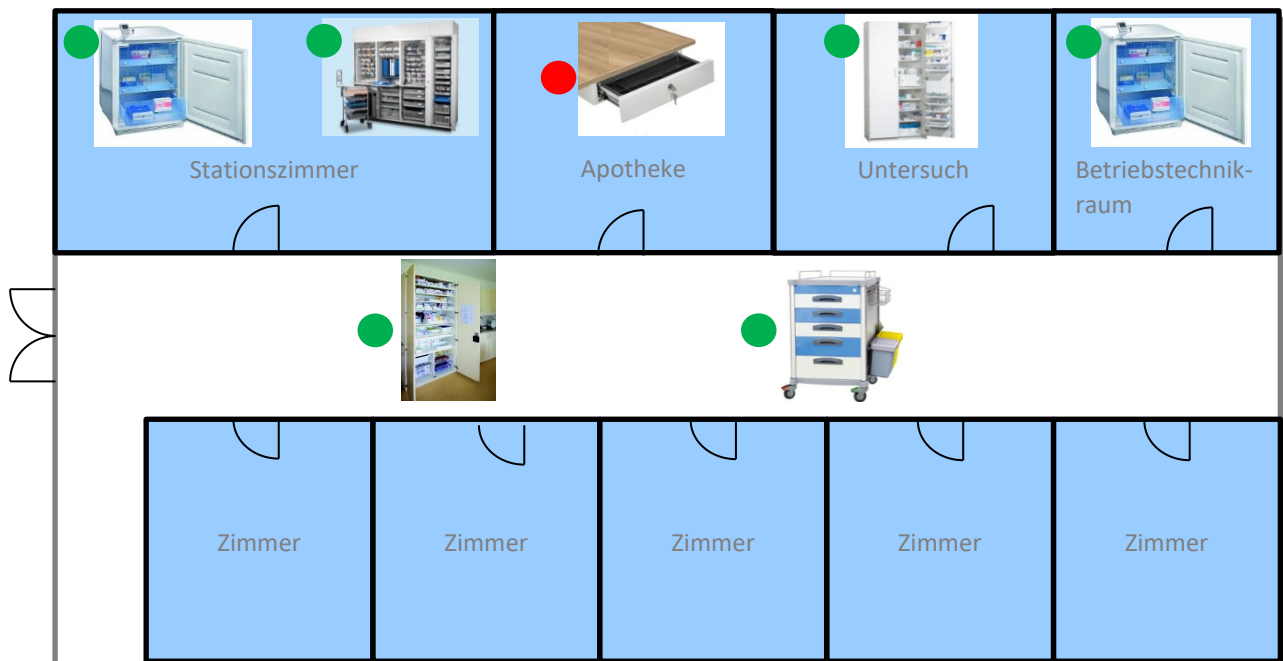 Stationszimmer
Apotheke
Untersuch
Betriebstechnik-
raum
Zimmer
Zimmer
Zimmer
Zimmer
Zimmer